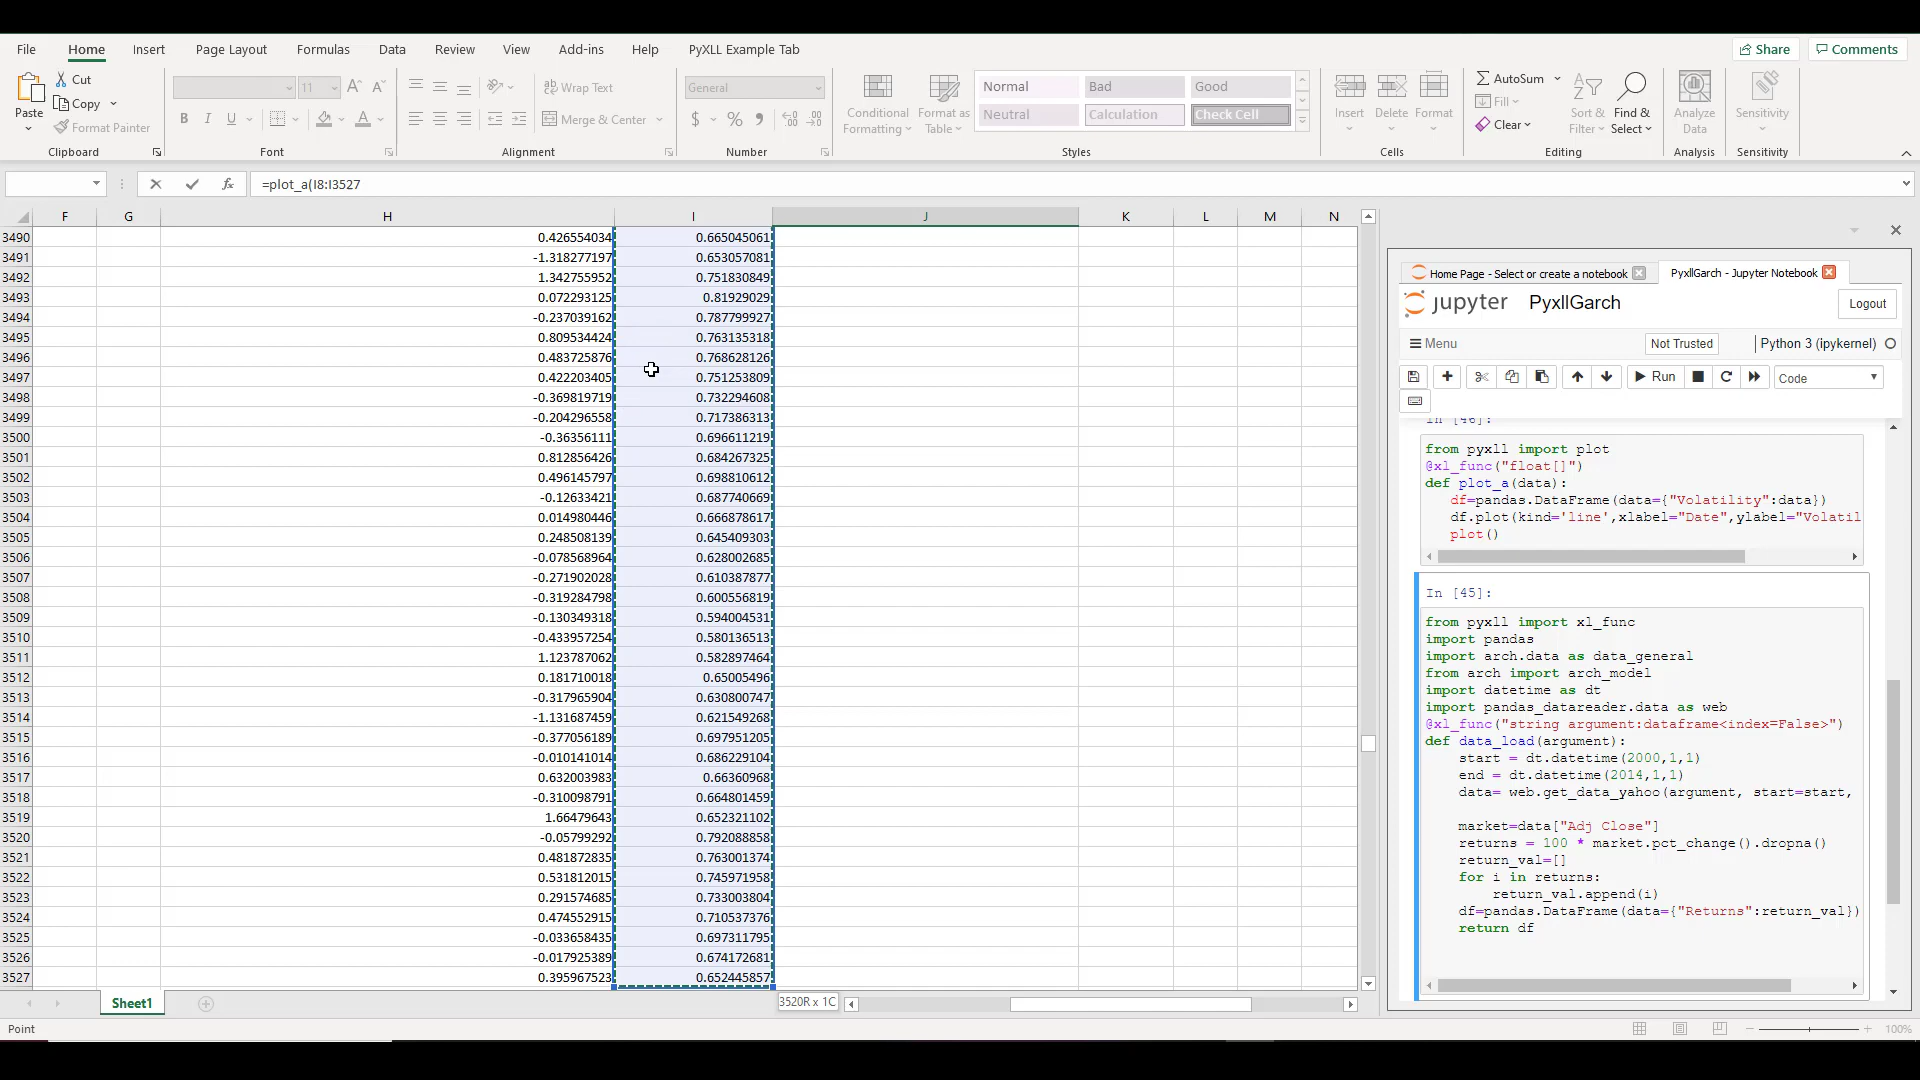 File Home Insert Page Layout Formulas Data Review View Add-ins Help PyXLL Example Tab Share Comments
Paste Cut Copy Format Painter
11
Wrap Text Merge & Center
General
Conditional Formatting Format as Table
Normal Bad Good
Neutral Calculation Check Cell
Insert Delete Format
AutoSum Fill Clear
Sort & Filter Find & Select
Analyze Data Sensitivity
Clipboard Font Alignment Number Styles Cells Editing Analysis Sensitivity
=plot_a(I8:I3527
F G H I J K L M N
3490 0.426554034 0.665045061
3491 -1.318277197 0.653057081
3492 1.342755952 0.751830849
3493 0.072293125 0.81929029
3494 -0.237039162 0.787799927
3495 0.809534424 0.763135318
3496 0.483725876 0.768628126
3497 0.422203405 0.751253809
3498 -0.369819719 0.732294608
3499 -0.204296558 0.717386313
3500 -0.36356111 0.696611219
3501 0.812856426 0.684267325
3502 0.496145797 0.698810612
3503 -0.12633421 0.687740669
3504 0.014980446 0.666878617
3505 0.248508139 0.645409303
3506 -0.078568964 0.628002685
3507 -0.271902028 0.610387877
3508 -0.319284798 0.600556819
3509 -0.130349318 0.594004531
3510 -0.433957254 0.580136513
3511 1.123787062 0.582897464
3512 0.181710018 0.65005496
3513 -0.317965904 0.630800747
3514 -1.131687459 0.621549268
3515 -0.377056189 0.697951205
3516 -0.010141014 0.686229104
3517 0.632003983 0.66360968
3518 -0.310098791 0.664801459
3519 1.66479643 0.652321102
3520 -0.05799292 0.792088858
3521 0.481872835 0.763001374
3522 0.531812015 0.745971958
3523 0.291574685 0.733003804
3524 0.474552915 0.710537376
3525 -0.033658435 0.697311795
3526 -0.017925389 0.674172681
3527 0.395967523 0.652445857
Sheet1
3520R x 1C
Point
100%
Home Page - Select or create a notebook PyxllGarch - Jupyter Notebook
jupyter PyxllGarch Logout
Menu Not Trusted Python 3 (ipykernel)
Run Code
In [46]:
from pyxll import plot
@xl_func("float[]")
def plot_a(data):
df=pandas.DataFrame(data={"Volatility":data})
df.plot(kind='line',xlabel="Date",ylabel="Volatil
plot()
In [45]:
from pyxll import xl_func
import pandas
import arch.data as data_general
from arch import arch_model
import datetime as dt
import pandas_datareader.data as web
@xl_func("string argument:dataframe<index=False>")
def data_load(argument):
start = dt.datetime(2000,1,1)
end = dt.datetime(2014,1,1)
data= web.get_data_yahoo(argument, start=start,
market=data["Adj Close"]
returns = 100 * market.pct_change().dropna()
return_val=[]
for i in returns:
return_val.append(i)
df=pandas.DataFrame(data={"Returns":return_val})
return df